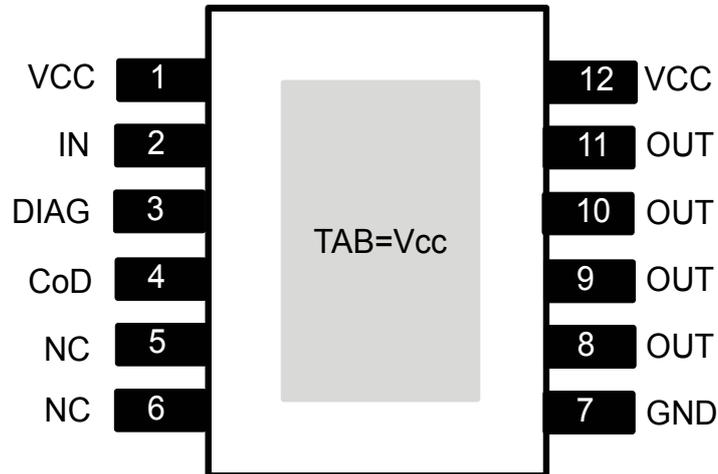 VCC 1 12 VCC
IN 2 11 OUT
DIAG 3 10 OUT
TAB=Vcc
CoD 4 9 OUT
NC 5 8 OUT
NC 6 7 GND